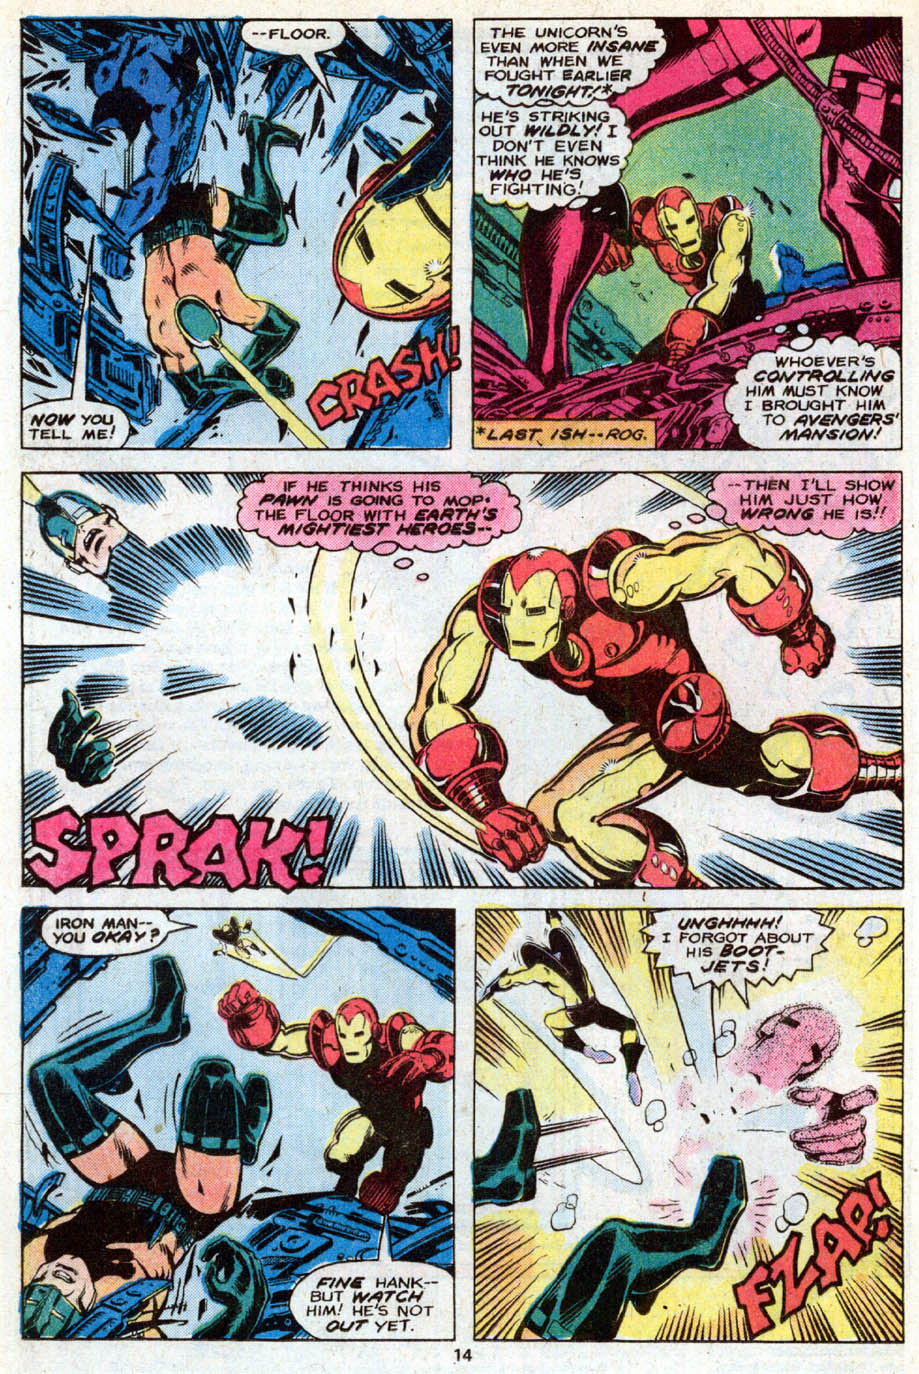 --FLOOR.
NOW YOU
TELL ME!
CRASH!
THE UNICORN'S
EVEN MORE INSANE
THAN WHEN WE
FOUGHT EARLIER
TONIGHT!*
HE'S STRIKING
OUT WILDLY! I
DON'T EVEN
THINK HE KNOWS
WHO HE'S
FIGHTING!
WHOEVER'S
CONTROLLING
HIM MUST KNOW
I BROUGHT HIM
TO AVENGERS'
MANSION!
*LAST ISH--ROG.
IF HE THINKS HIS
PAWN IS GOING TO MOP
THE FLOOR WITH EARTH'S
MIGHTIEST HEROES--
--THEN I'LL SHOW
HIM JUST HOW
WRONG HE IS!!
SPRAK!
IRON MAN--
YOU OKAY?
FINE HANK--
BUT WATCH
HIM! HE'S NOT
OUT YET.
UNGHHHH!
I FORGOT ABOUT
HIS BOOT-
JETS!
FZAP!
14